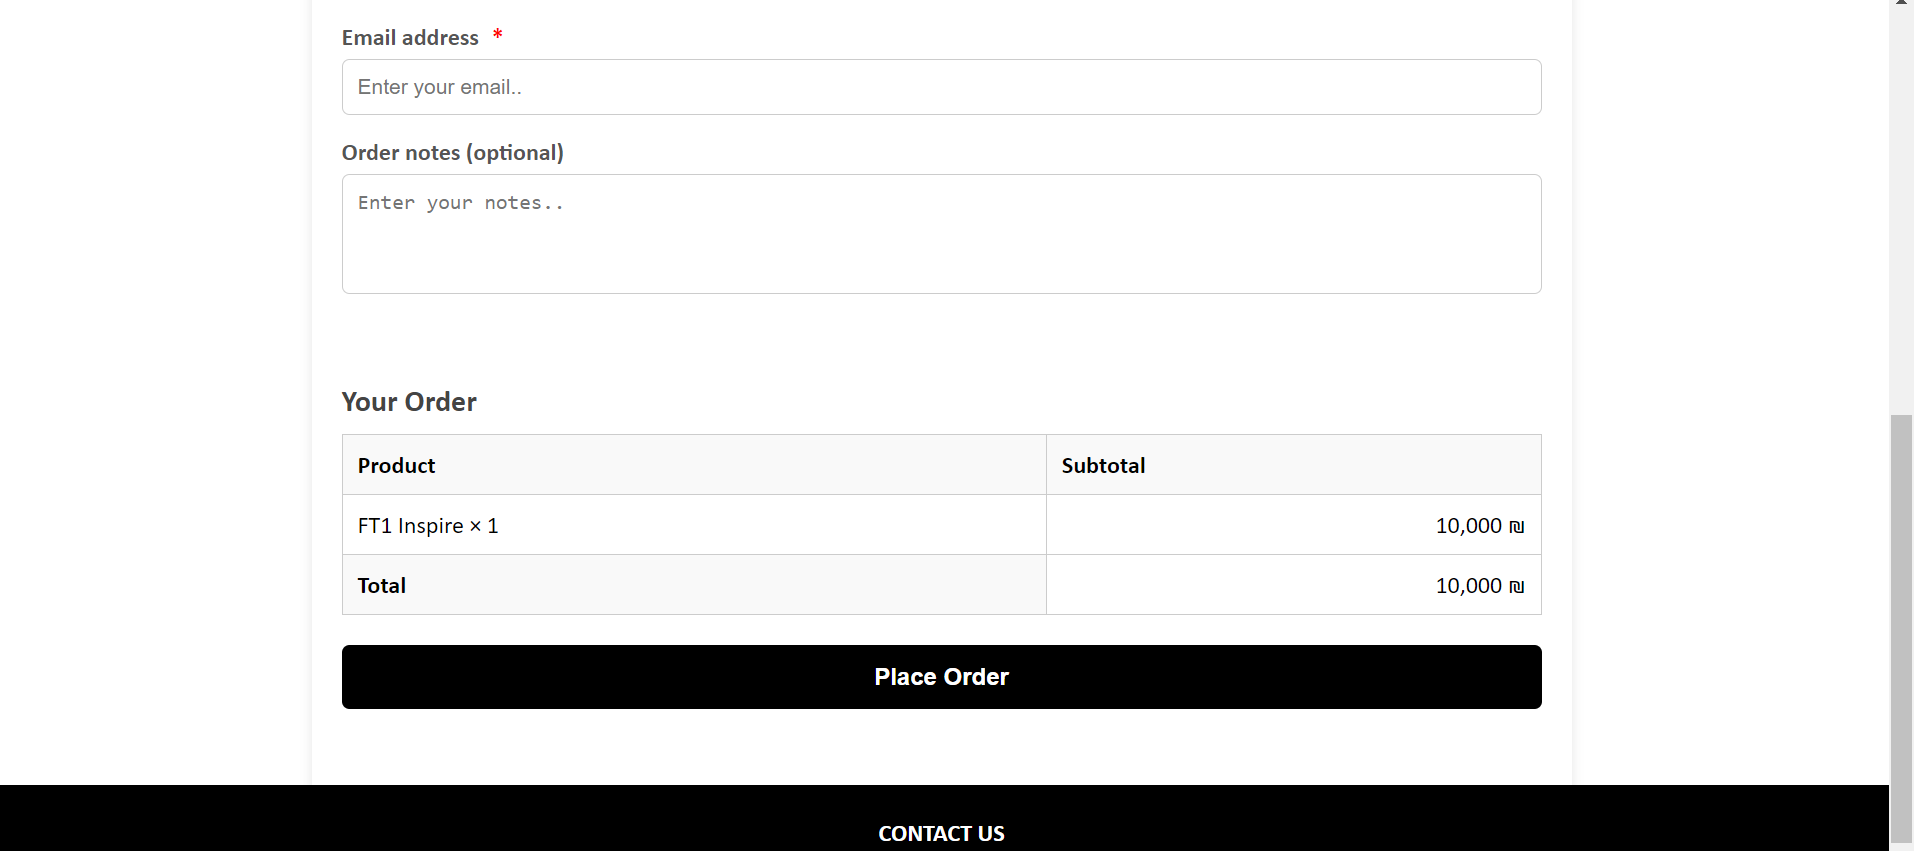 Email address *
Enter your email..
Order notes (optional)
Enter your notes..
Your Order
Product Subtotal
FT1 Inspire × 1 10,000 ₪
Total 10,000 ₪
Place Order
CONTACT US